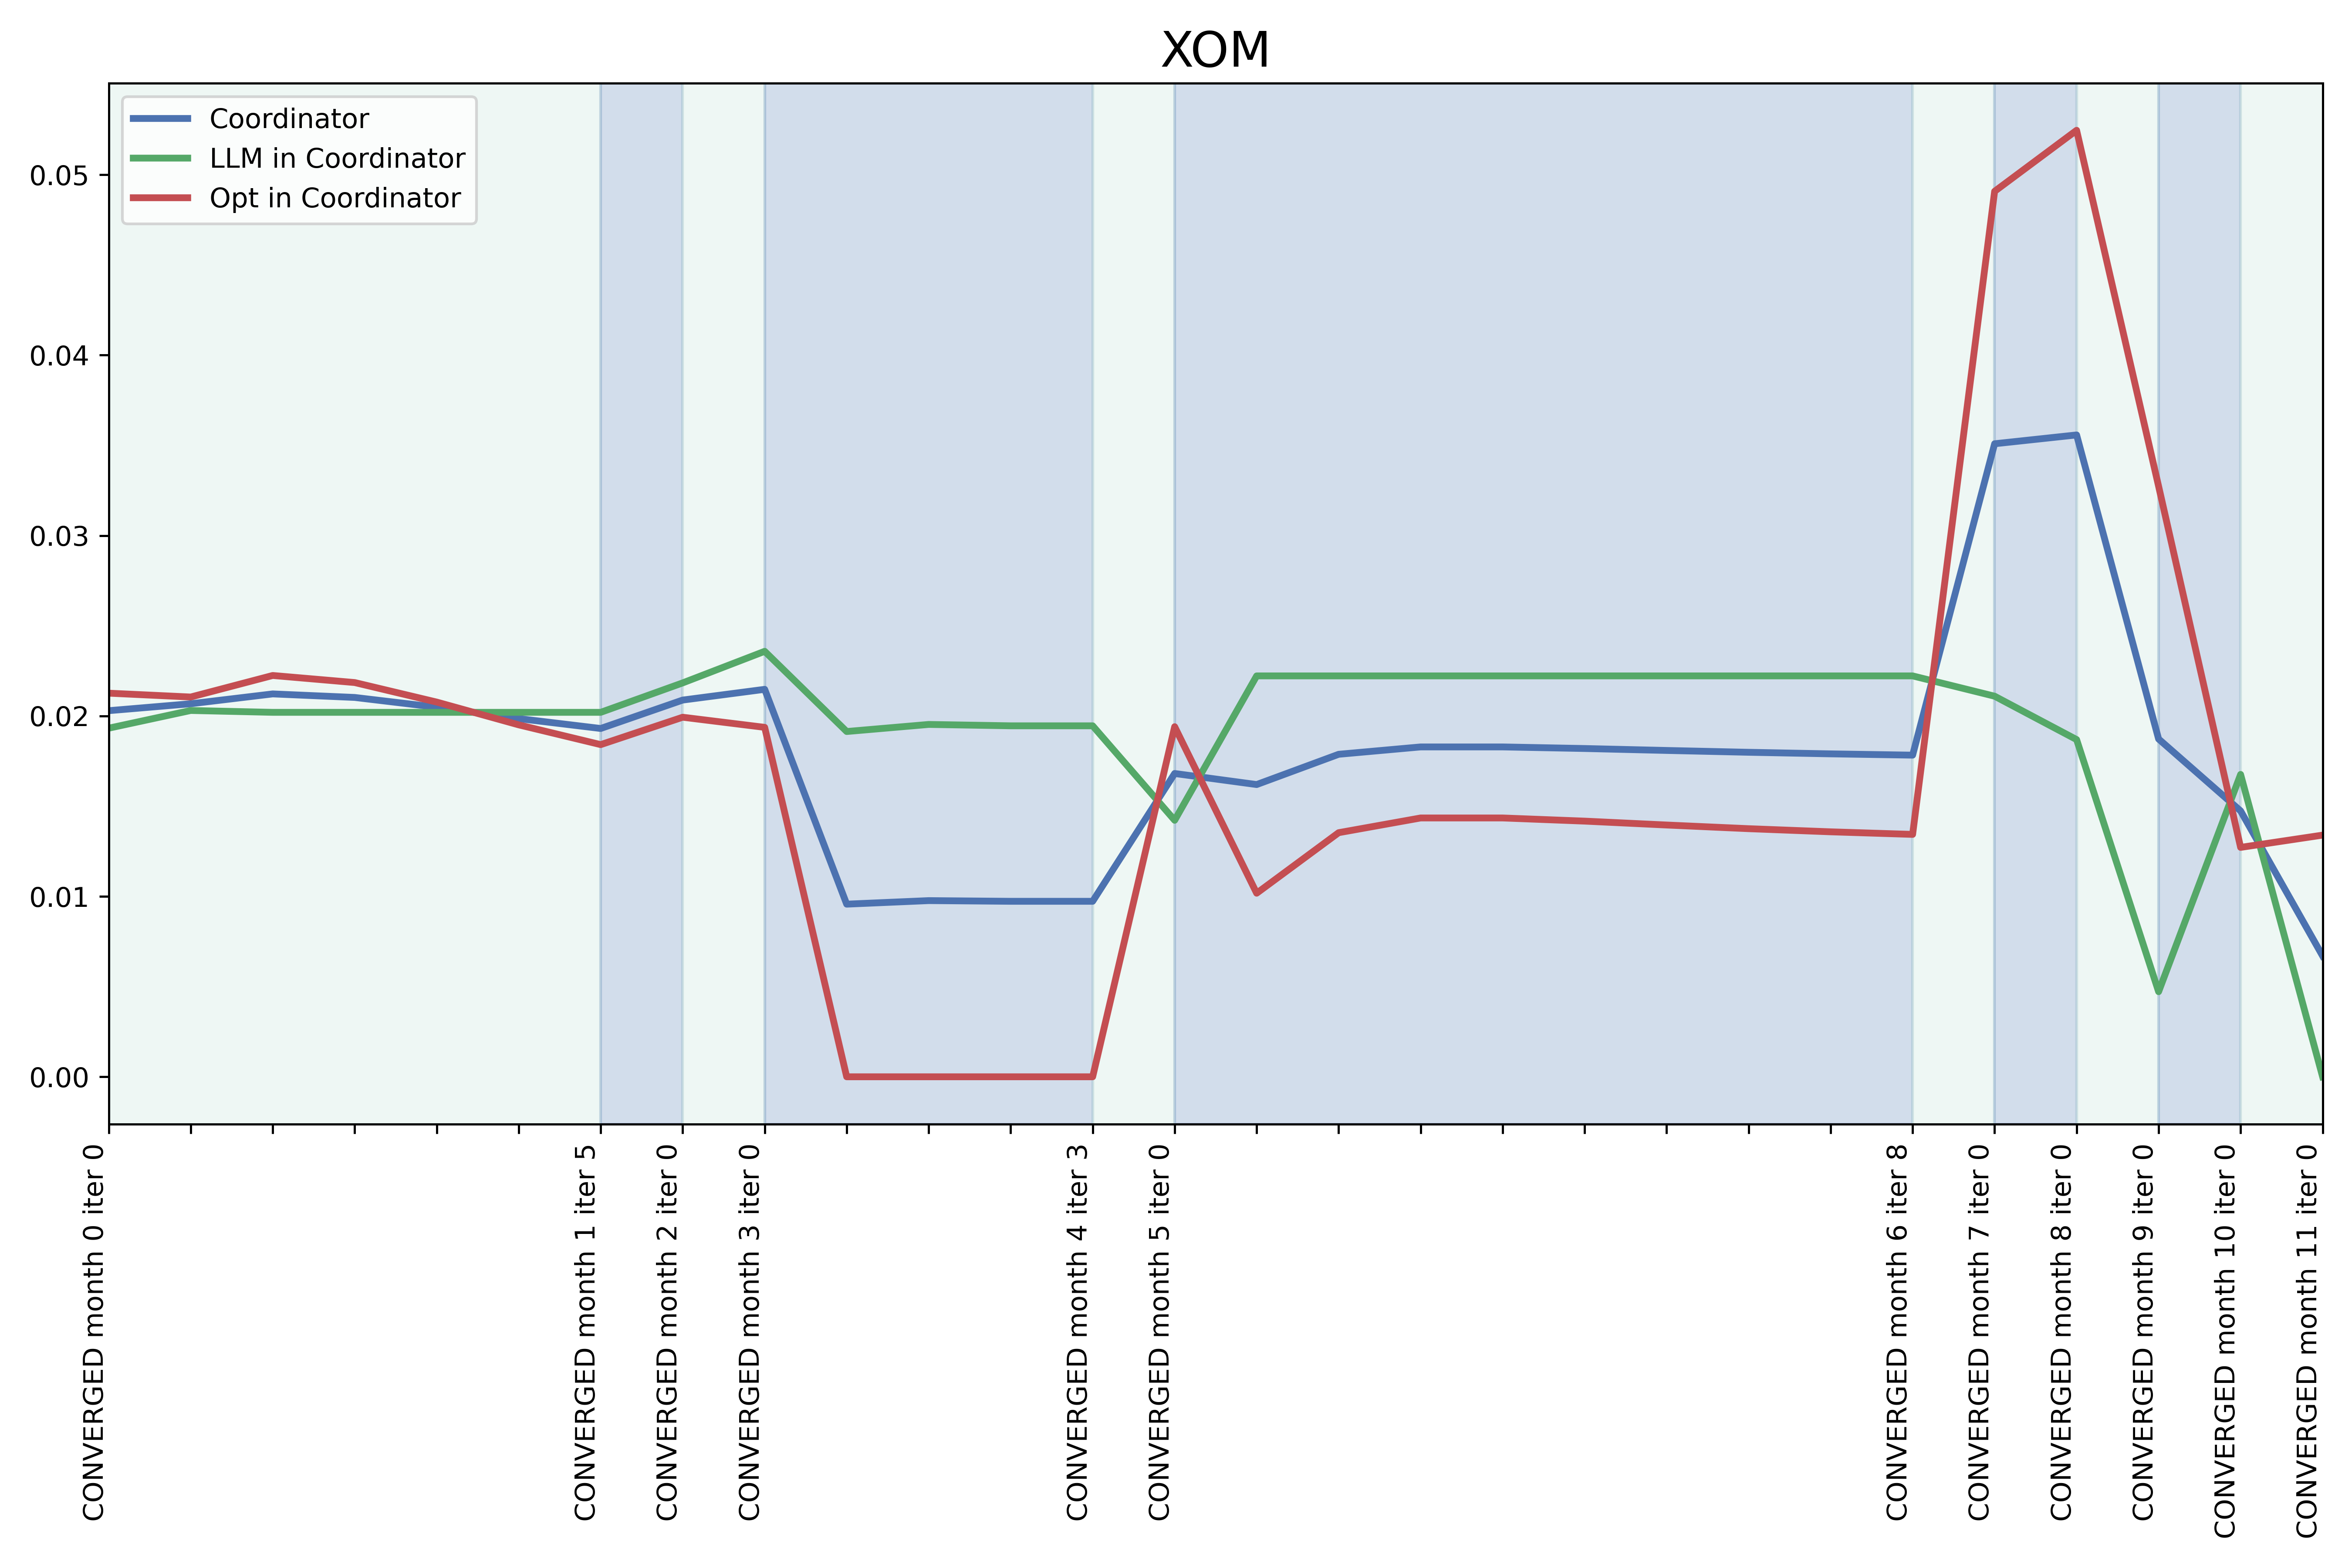 XOM
Coordinator
LLM in Coordinator
Opt in Coordinator
0.05
0.04
0.03
0.02
0.01
0.00
CONVERGED month 0 iter 0
CONVERGED month 1 iter 5
CONVERGED month 2 iter 0
CONVERGED month 3 iter 0
CONVERGED month 4 iter 3
CONVERGED month 5 iter 0
CONVERGED month 6 iter 8
CONVERGED month 7 iter 0
CONVERGED month 8 iter 0
CONVERGED month 9 iter 0
CONVERGED month 10 iter 0
CONVERGED month 11 iter 0